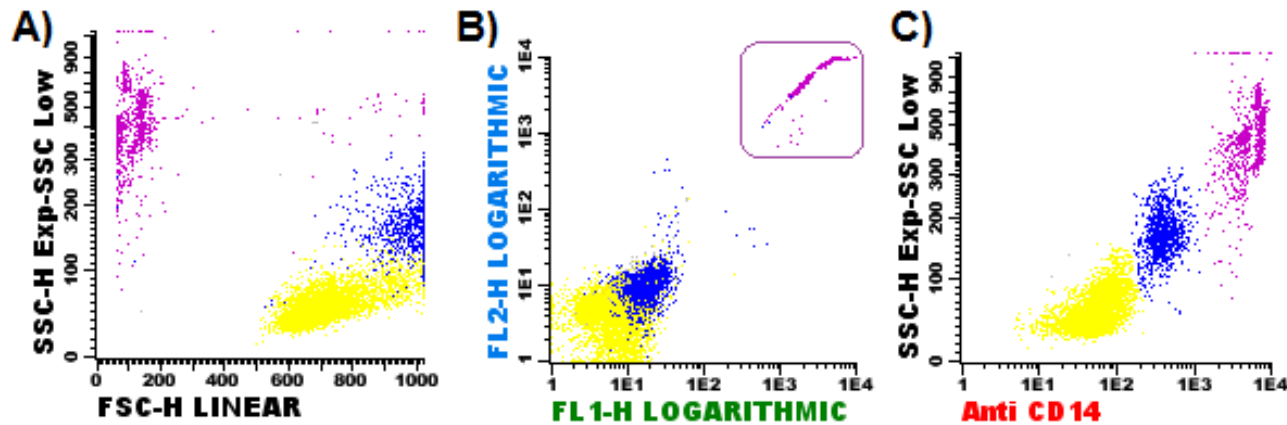 A)
SSC-H Exp-SSC Low
900
500
300
200
100
0
0 200 400 600 800 1000
FSC-H LINEAR
B)
FL2-H LOGARITHMIC
1E4
1E3
1E2
1E1
1
1 1E1 1E2 1E3 1E4
FL1-H LOGARITHMIC
C)
SSC-H Exp-SSC Low
900
500
300
200
100
0
1 1E1 1E2 1E3 1E4
Anti CD14